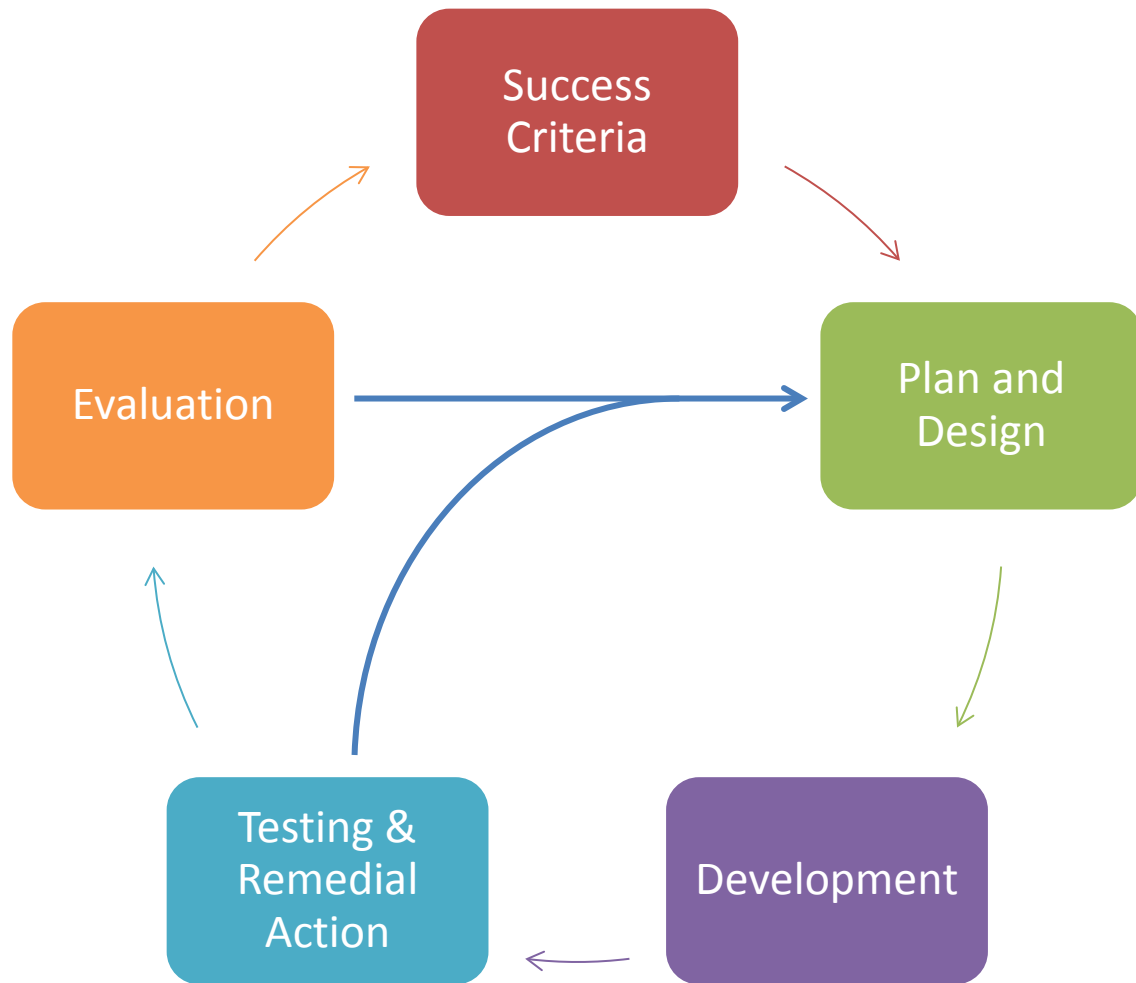 Success
Criteria
Evaluation
Plan and
Design
Testing &
Remedial
Action
Development